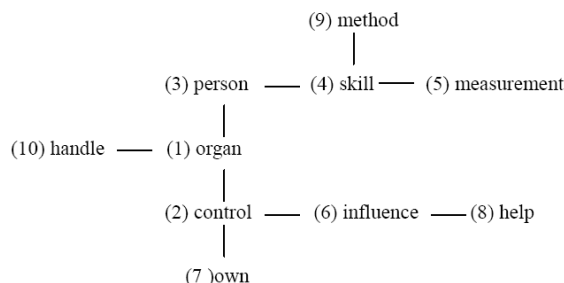 (9) method
(3) person (4) skill (5) measurement
(10) handle (1) organ
(2) control (6) influence (8) help
(7 )own